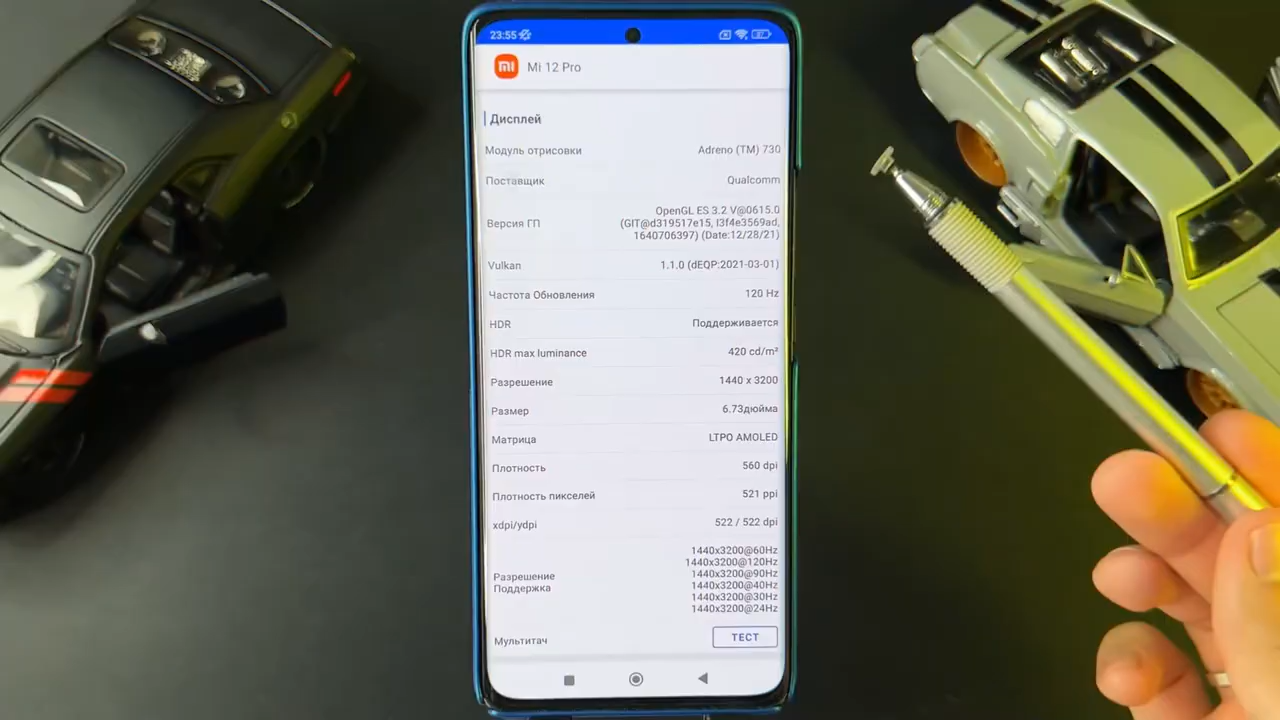 23:55
87
mi Mi 12 Pro
Дисплей
Модуль отрисовки Adreno (TM) 730
Поставщик Qualcomm
Версия ГП OpenGL ES 3.2 V@0615.0
(GIT@d319517e15, I3f4e3569ad,
1640706397) (Date:12/28/21)
Vulkan 1.1.0 (dEQP:2021-03-01)
Частота Обновления 120 Hz
HDR Поддерживается
HDR max luminance 420 cd/m²
Разрешение 1440 x 3200
Размер 6.73дюйма
Матрица LTPO AMOLED
Плотность 560 dpi
Плотность пикселей 521 ppi
xdpi/ydpi 522 / 522 dpi
Разрешение
Поддержка
1440x3200@60Hz
1440x3200@120Hz
1440x3200@90Hz
1440x3200@40Hz
1440x3200@30Hz
1440x3200@24Hz
Мультитач ТЕСТ